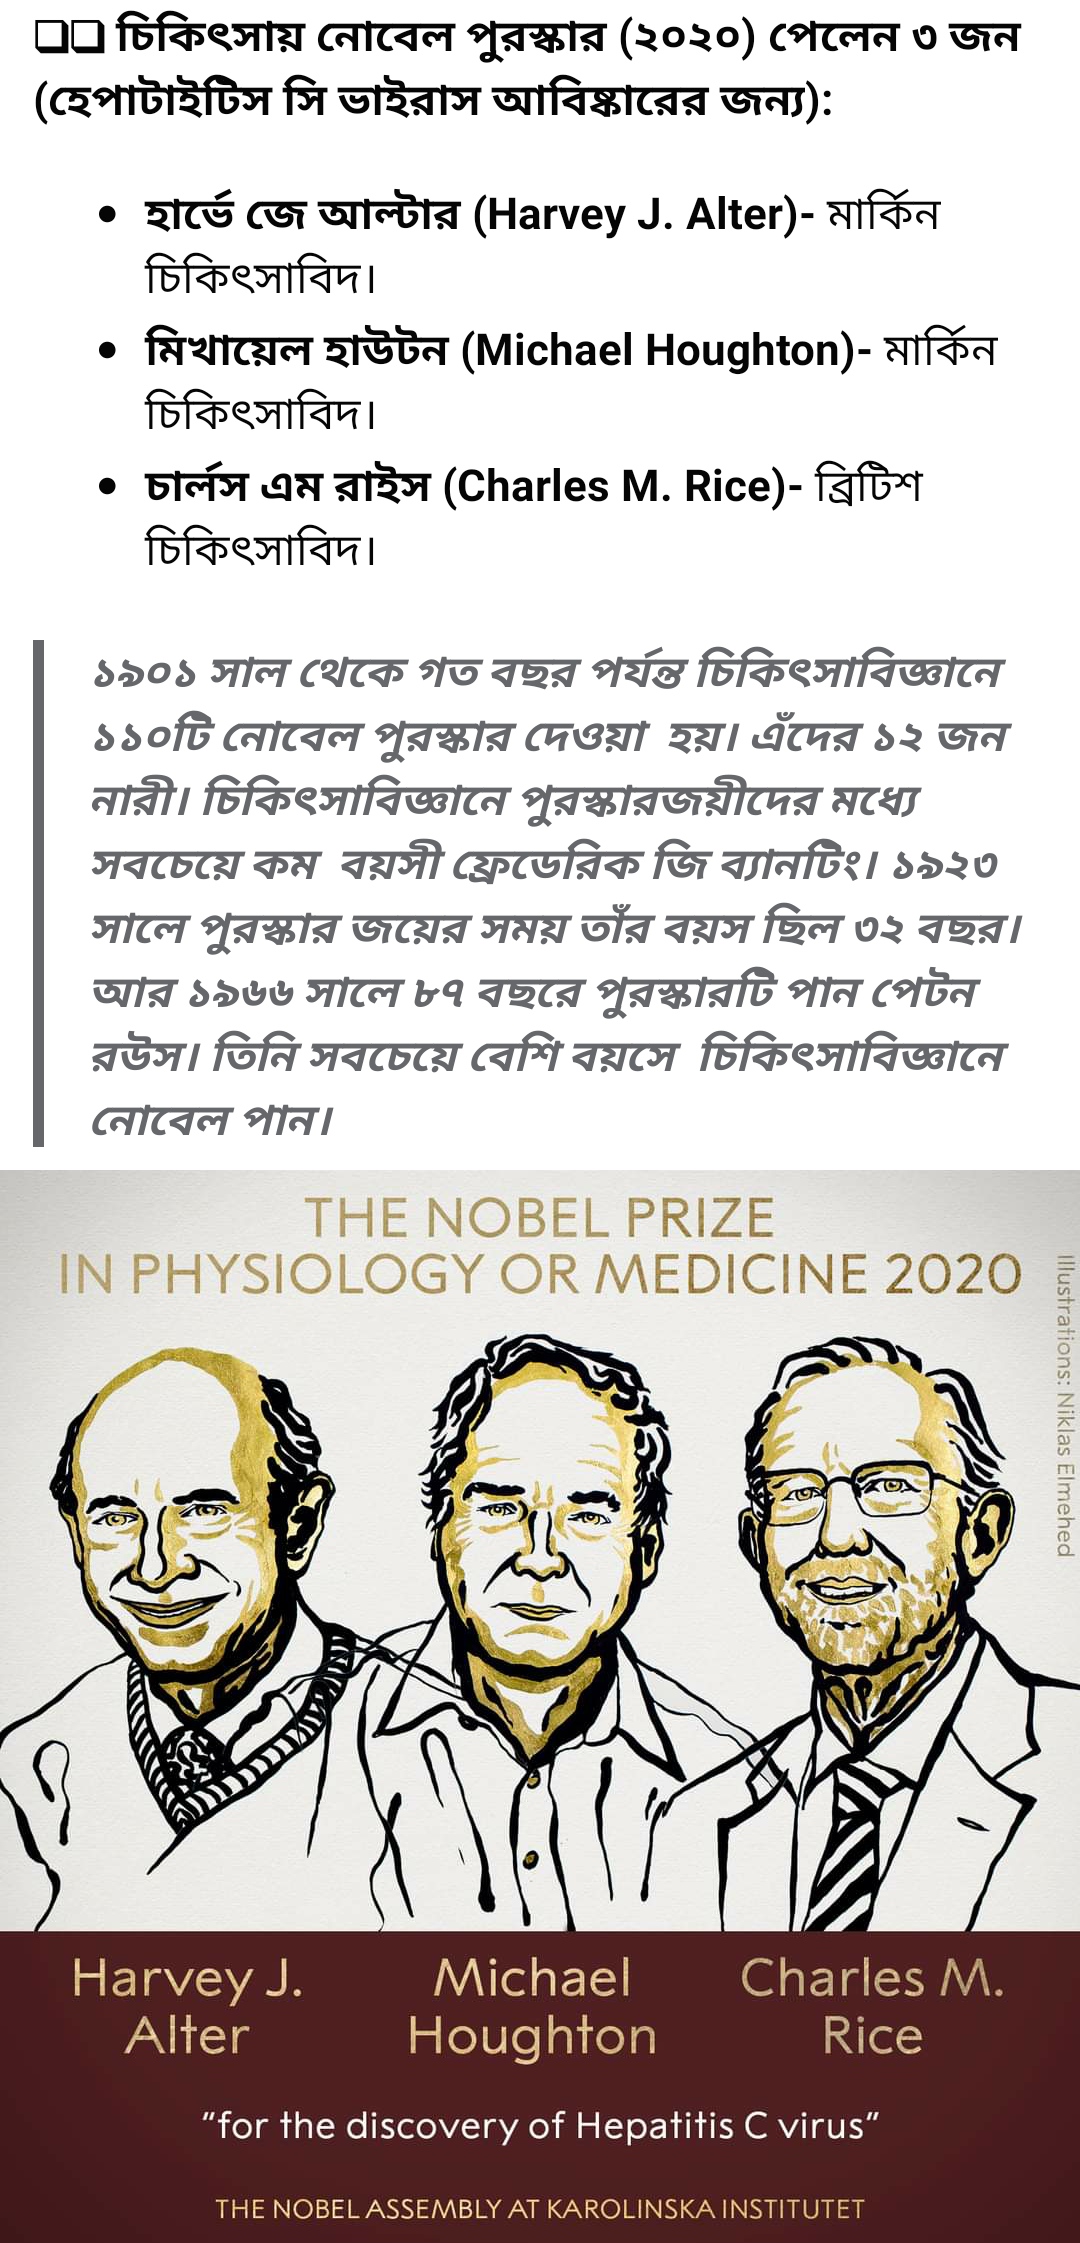 ❑❑ চিকিৎসায় নোবেল পুরস্কার (২০২০) পেলেন ৩ জন
(হেপাটাইটিস সি ভাইরাস আবিষ্কারের জন্য):
• হার্ভে জে আল্টার (Harvey J. Alter)- মার্কিন
চিকিৎসাবিদ।
• মিখায়েল হাউটন (Michael Houghton)- মার্কিন
চিকিৎসাবিদ।
• চার্লস এম রাইস (Charles M. Rice)- ব্রিটিশ
চিকিৎসাবিদ।
১৯০১ সাল থেকে গত বছর পর্যন্ত চিকিৎসাবিজ্ঞানে
১১০টি নোবেল পুরস্কার দেওয়া হয়। এঁদের ১২ জন
নারী। চিকিৎসাবিজ্ঞানে পুরস্কারজয়ীদের মধ্যে
সবচেয়ে কম বয়সী ফ্রেডেরিক জি ব্যানটিং। ১৯২৩
সালে পুরস্কার জয়ের সময় তাঁর বয়স ছিল ৩২ বছর।
আর ১৯৬৬ সালে ৮৭ বছরে পুরস্কারটি পান পেটন
রউস। তিনি সবচেয়ে বেশি বয়সে চিকিৎসাবিজ্ঞানে
নোবেল পান।
THE NOBEL PRIZE
IN PHYSIOLOGY OR MEDICINE 2020
Illustrations: Niklas Elmehed
Harvey J.
Alter
Michael
Houghton
Charles M.
Rice
"for the discovery of Hepatitis C virus"
THE NOBEL ASSEMBLY AT KAROLINSKA INSTITUTET